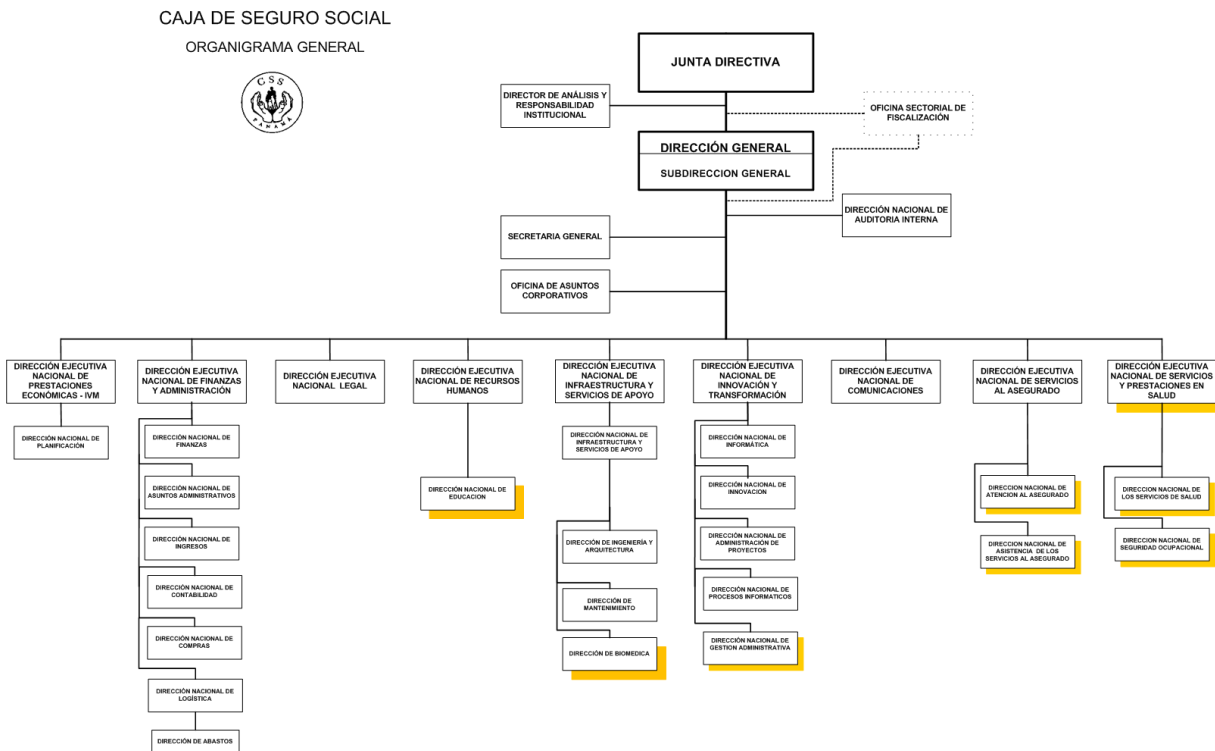 CAJA DE SEGURO SOCIAL
ORGANIGRAMA GENERAL
CSS
PANAMA
JUNTA DIRECTIVA
DIRECTOR DE ANÁLISIS Y
RESPONSABILIDAD
INSTITUCIONAL
OFICINA SECTORIAL DE
FISCALIZACIÓN
DIRECCIÓN GENERAL
SUBDIRECCION GENERAL
DIRECCIÓN NACIONAL DE
AUDITORIA INTERNA
SECRETARIA GENERAL
OFICINA DE ASUNTOS
CORPORATIVOS
DIRECCIÓN EJECUTIVA
NACIONAL DE
PRESTACIONES
ECONÓMICAS - IVM
DIRECCIÓN NACIONAL DE
PLANIFICACIÓN
DIRECCIÓN EJECUTIVA
NACIONAL DE FINANZAS
Y ADMINISTRACIÓN
DIRECCIÓN NACIONAL DE
FINANZAS
DIRECCIÓN NACIONAL DE
ASUNTOS ADMINISTRATIVOS
DIRECCIÓN NACIONAL DE
INGRESOS
DIRECCIÓN NACIONAL DE
CONTABILIDAD
DIRECCIÓN NACIONAL DE
COMPRAS
DIRECCIÓN NACIONAL DE
LOGÍSTICA
DIRECCIÓN DE ABASTOS
DIRECCIÓN EJECUTIVA
NACIONAL LEGAL
DIRECCIÓN EJECUTIVA
NACIONAL DE RECURSOS
HUMANOS
DIRECCIÓN NACIONAL DE
EDUCACION
DIRECCIÓN EJECUTIVA
NACIONAL DE
INFRAESTRUCTURA Y
SERVICIOS DE APOYO
DIRECCIÓN NACIONAL DE
INFRAESTRUCTURA Y
SERVICIOS DE APOYO
DIRECCIÓN DE INGENIERÍA Y
ARQUITECTURA
DIRECCIÓN DE
MANTENIMIENTO
DIRECCIÓN DE BIOMEDICA
DIRECCIÓN EJECUTIVA
NACIONAL DE
INNOVACIÓN Y
TRANSFORMACIÓN
DIRECCIÓN NACIONAL DE
INFORMÁTICA
DIRECCIÓN NACIONAL DE
INNOVACIÓN
DIRECCIÓN NACIONAL DE
ADMINISTRACIÓN DE
PROYECTOS
DIRECCIÓN NACIONAL DE
PROCESOS INFORMATICOS
DIRECCIÓN NACIONAL DE
GESTION ADMINISTRATIVA
DIRECCIÓN EJECUTIVA
NACIONAL DE
COMUNICACIONES
DIRECCIÓN EJECUTIVA
NACIONAL DE SERVICIOS
AL ASEGURADO
DIRECCION NACIONAL DE
ATENCION AL ASEGURADO
DIRECCION NACIONAL DE
ASISTENCIA DE LOS
SERVICIOS AL ASEGURADO
DIRECCIÓN EJECUTIVA
NACIONAL DE SERVICIOS
Y PRESTACIONES EN
SALUD
DIRECCION NACIONAL DE
LOS SERVICIOS DE SALUD
DIRECCION NACIONAL DE
SEGURIDAD OCUPACIONAL